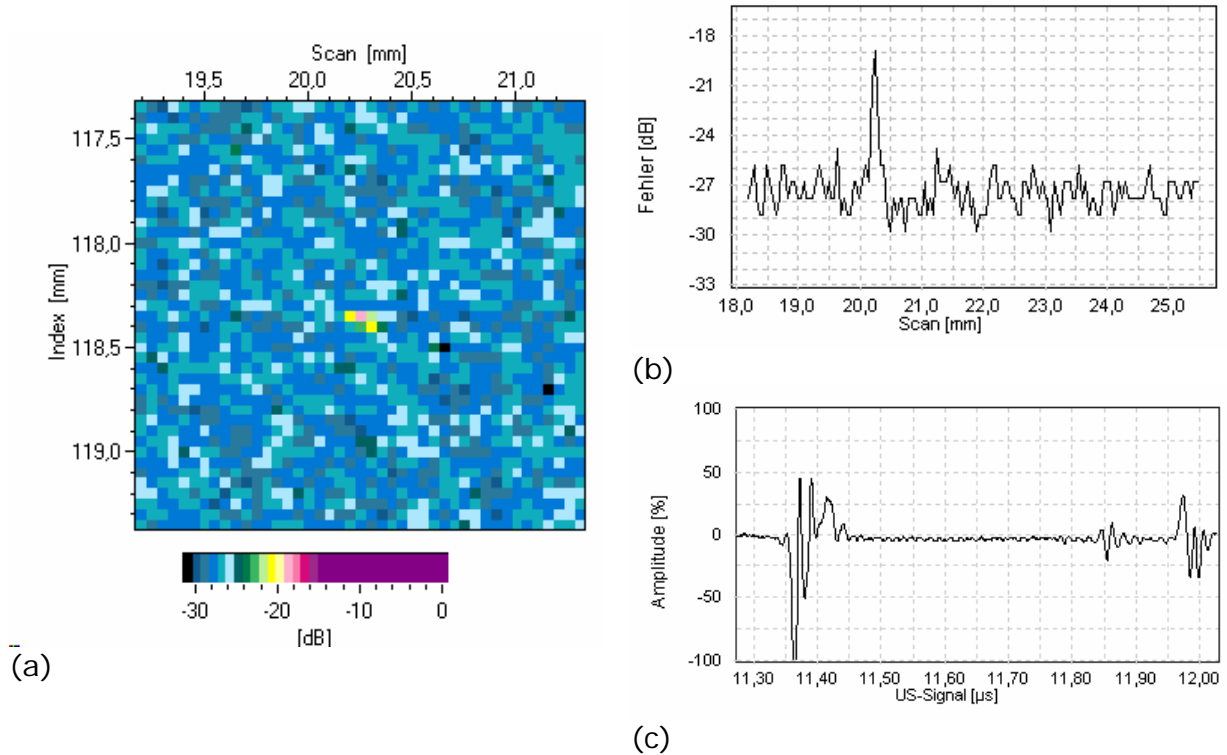 Scan [mm]
19,5 20,0 20,5 21,0
Index [mm]
117,5
118,0
118,5
119,0
-30 -20 -10 0
[dB]
(a)
Fehler [dB]
-18
-21
-24
-27
-30
-33
18,0 19,0 20,0 21,0 22,0 23,0 24,0 25,0
Scan [mm]
(b)
Amplitude [%]
100
50
0
-50
-100
11,30 11,40 11,50 11,60 11,70 11,80 11,90 12,00
US-Signal [µs]
(c)